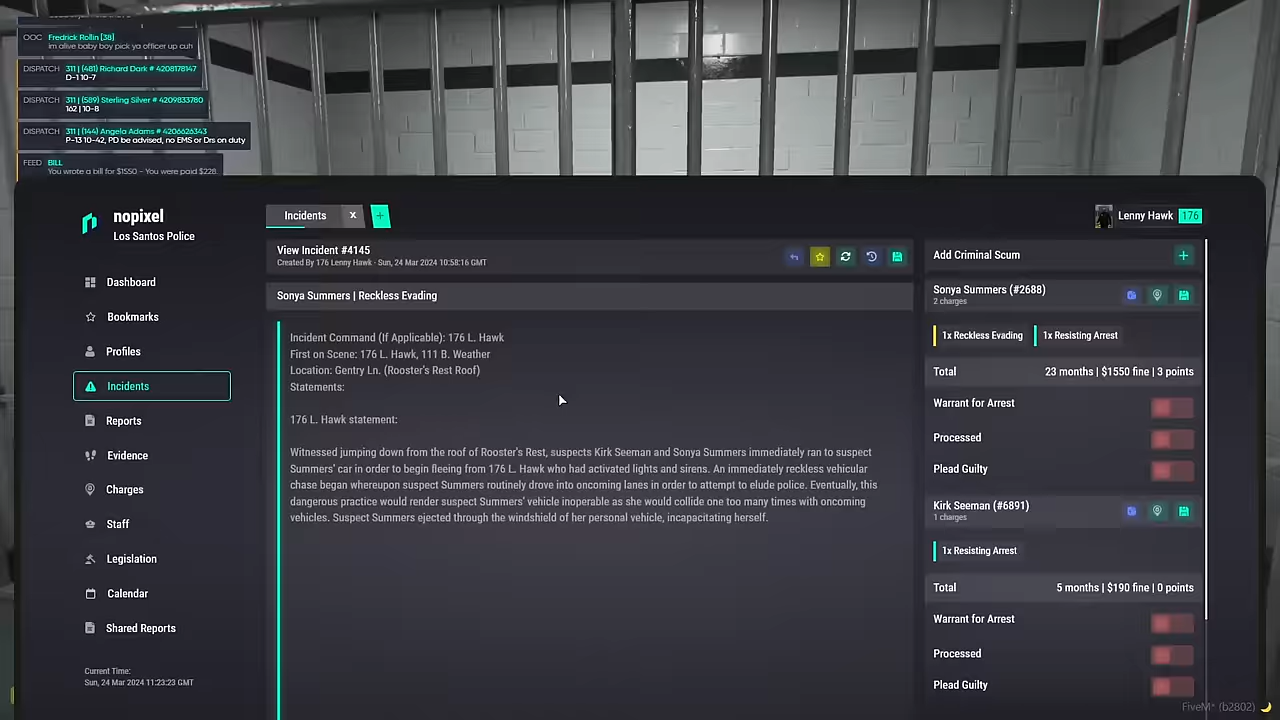 OOC Fredrick Rollin [38]
im alive baby boy pick ya officer up cuh
DISPATCH 311 | (481) Richard Dark # 4208178147
D-1 10-7
DISPATCH 311 | (589) Sterling Silver # 4209833780
162 | 10-8
DISPATCH 311 | (144) Angela Adams # 4206626343
P-13 10-42, PD be advised, no EMS or Drs on duty
FEED BILL
You wrote a bill for $1550 - You were paid $228.
nopixel
Los Santos Police
Dashboard
Bookmarks
Profiles
Incidents
Reports
Evidence
Charges
Staff
Legislation
Calendar
Shared Reports
Current Time:
Sun, 24 Mar 2024 11:23:23 GMT
Incidents x +
View Incident #4145
Created By 176 Lenny Hawk · Sun, 24 Mar 2024 10:58:16 GMT
Sonya Summers | Reckless Evading
Incident Command (If Applicable): 176 L. Hawk
First on Scene: 176 L. Hawk, 111 B. Weather
Location: Gentry Ln. (Rooster's Rest Roof)
Statements:
176 L. Hawk statement:
Witnessed jumping down from the roof of Rooster's Rest, suspects Kirk Seeman and Sonya Summers immediately ran to suspect
Summers' car in order to begin fleeing from 176 L. Hawk who had activated lights and sirens. An immediately reckless vehicular
chase began whereupon suspect Summers routinely drove into oncoming lanes in order to attempt to elude police. Eventually, this
dangerous practice would render suspect Summers' vehicle inoperable as she would collide one too many times with oncoming
vehicles. Suspect Summers ejected through the windshield of her personal vehicle, incapacitating herself.
Lenny Hawk 176
Add Criminal Scum +
Sonya Summers (#2688)
2 charges
1x Reckless Evading 1x Resisting Arrest
Total 23 months | $1550 fine | 3 points
Warrant for Arrest
Processed
Plead Guilty
Kirk Seeman (#6891)
1 charges
1x Resisting Arrest
Total 5 months | $190 fine | 0 points
Warrant for Arrest
Processed
Plead Guilty
FiveM* (b2802)